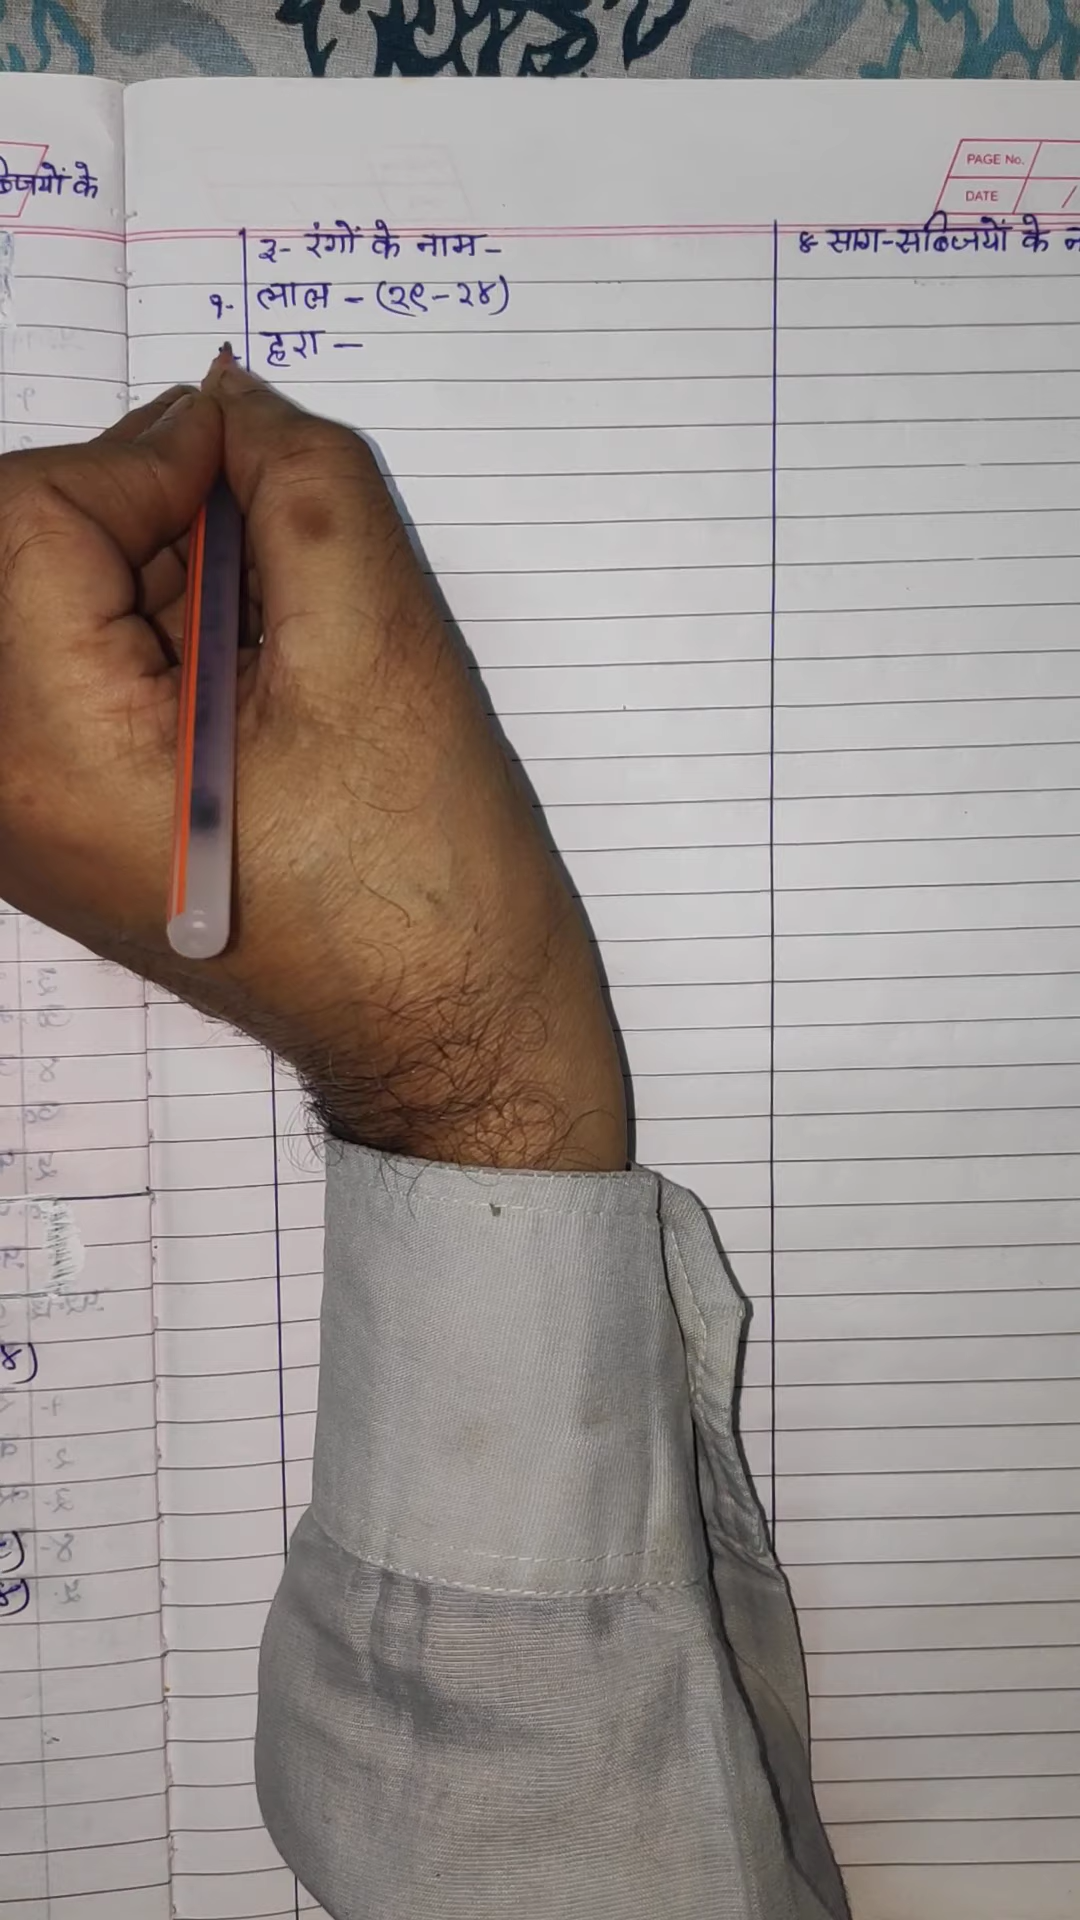 PAGE No.
DATE /
३- रंगों के नाम-
४ साग-सब्जियों के
१- लाल - (२९-२४)
हरा -